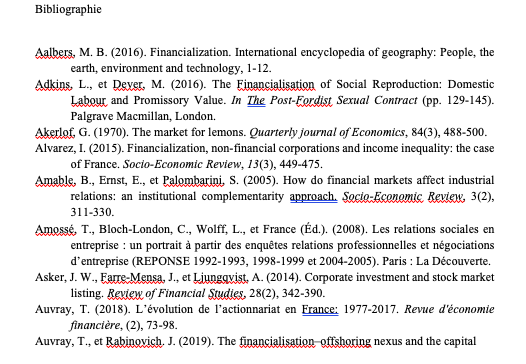 Bibliographie
Aalbers, M. B. (2016). Financialization. International encyclopedia of geography: People, the
earth, environment and technology, 1-12.
Adkins, L., et Dever, M. (2016). The Financialisation of Social Reproduction: Domestic
Labour and Promissory Value. In The Post-Fordist Sexual Contract (pp. 129-145).
Palgrave Macmillan, London.
Akerlof, G. (1970). The market for lemons. Quarterly journal of Economics, 84(3), 488-500.
Alvarez, I. (2015). Financialization, non-financial corporations and income inequality: the case
of France. Socio-Economic Review, 13(3), 449-475.
Amable, B., Ernst, E., et Palombarini, S. (2005). How do financial markets affect industrial
relations: an institutional complementarity approach. Socio-Economic Review, 3(2),
311-330.
Amossé, T., Bloch-London, C., Wolff, L., et France (Éd.). (2008). Les relations sociales en
entreprise : un portrait à partir des enquêtes relations professionnelles et négociations
d'entreprise (REPONSE 1992-1993, 1998-1999 et 2004-2005). Paris : La Découverte.
Asker, J. W., Farre-Mensa, J., et Ljungqvist, A. (2014). Corporate investment and stock market
listing. Review of Financial Studies, 28(2), 342-390.
Auvray, T. (2018). L'évolution de l'actionnariat en France: 1977-2017. Revue d'économie
financière, (2), 73-98.
Auvray, T., et Rabinovich, J. (2019). The financialisation–offshoring nexus and the capital